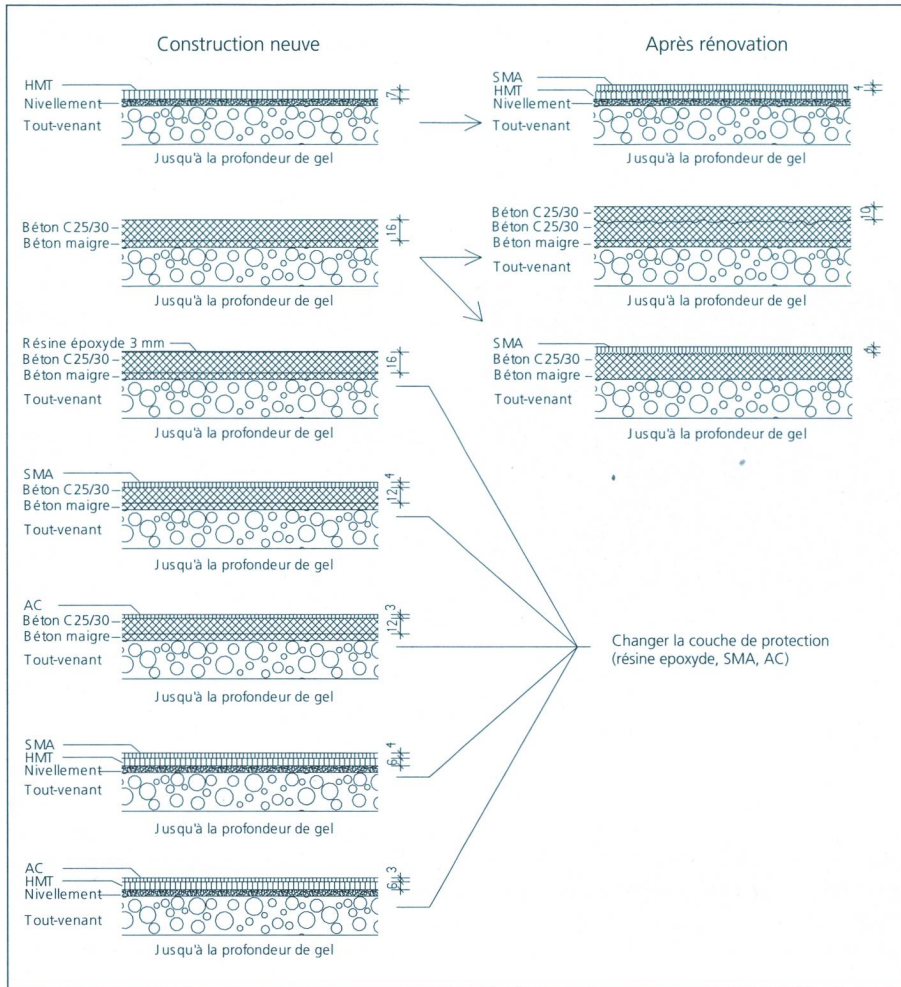 Construction neuve
HMT
Nivellement
Tout-venant
7
Jusqu'à la profondeur de gel
Béton C25/30
Béton maigre
16
Jusqu'à la profondeur de gel
Résine époxyde 3 mm
Béton C25/30
Béton maigre
Tout-venant
16
Jusqu'à la profondeur de gel
SMA
Béton C25/30
Béton maigre
Tout-venant
12 4
Jusqu'à la profondeur de gel
AC
Béton C25/30
Béton maigre
Tout-venant
12 3
Jusqu'à la profondeur de gel
SMA
HMT
Nivellement
Tout-venant
6 4
Jusqu'à la profondeur de gel
AC
HMT
Nivellement
Tout-venant
6 3
Jusqu'à la profondeur de gel
Après rénovation
SMA
HMT
Nivellement
Tout-venant
4
Jusqu'à la profondeur de gel
Béton C25/30
Béton C25/30
Béton maigre
Tout-venant
10
Jusqu'à la profondeur de gel
SMA
Béton C25/30
Béton maigre
Tout-venant
4
Jusqu'à la profondeur de gel
Changer la couche de protection
(résine epoxyde, SMA, AC)